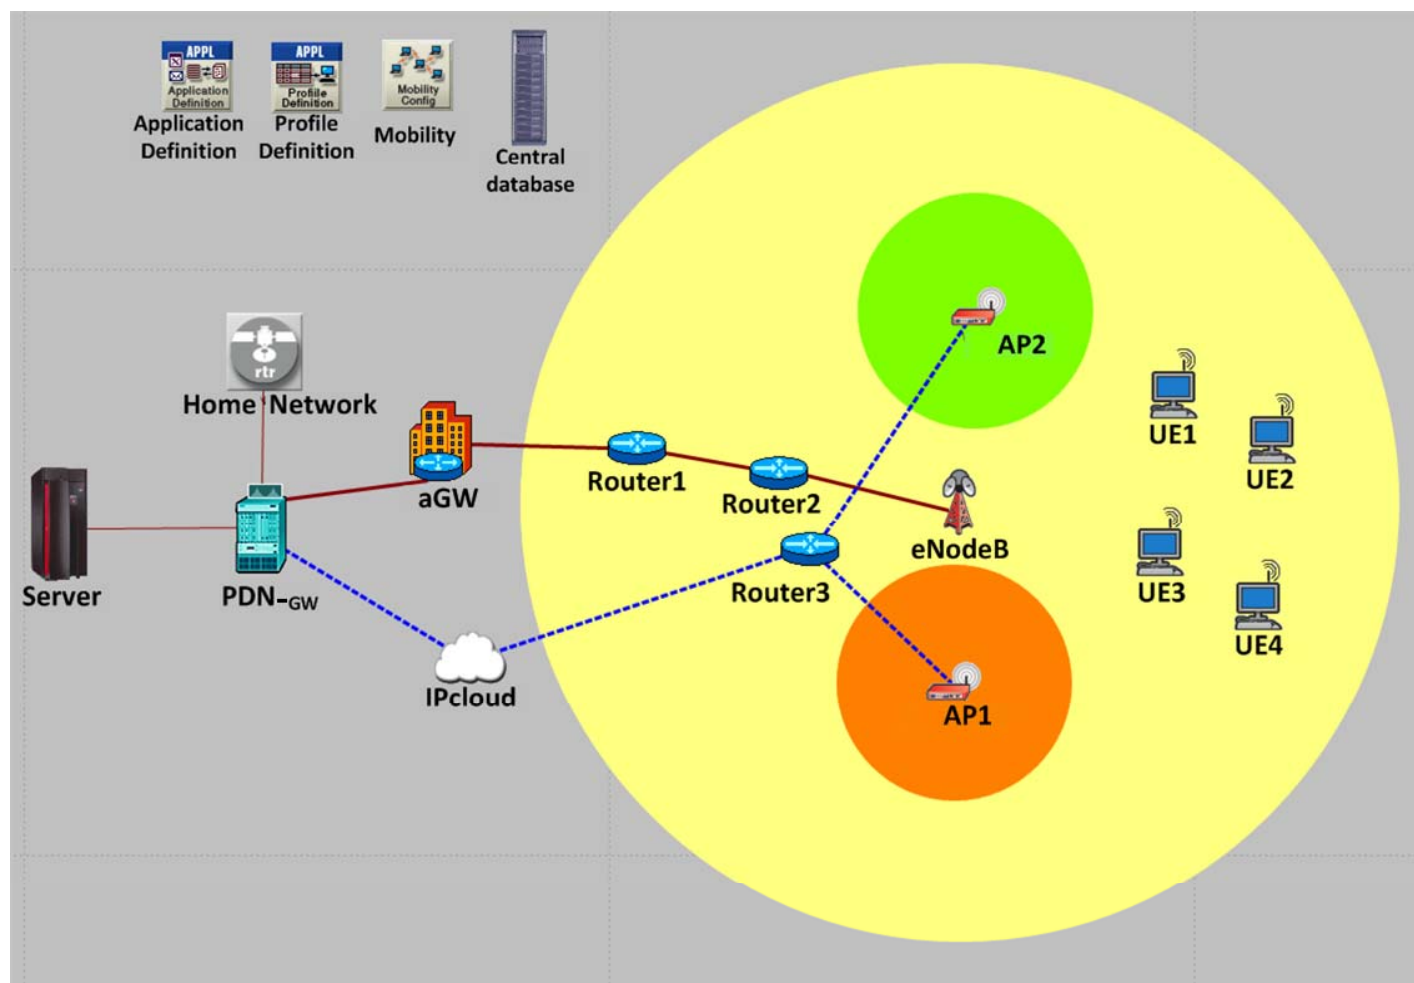 APPL
Application
Definition
APPL
Profile
Definition
Mobility
Config
Application
Definition
Profile
Definition
Mobility
Central
database
AP2
rtr
Home Network
UE1
UE2
aGW
Router1
Router2
eNodeB
Server
PDN-GW
Router3
UE3
UE4
IPcloud
AP1